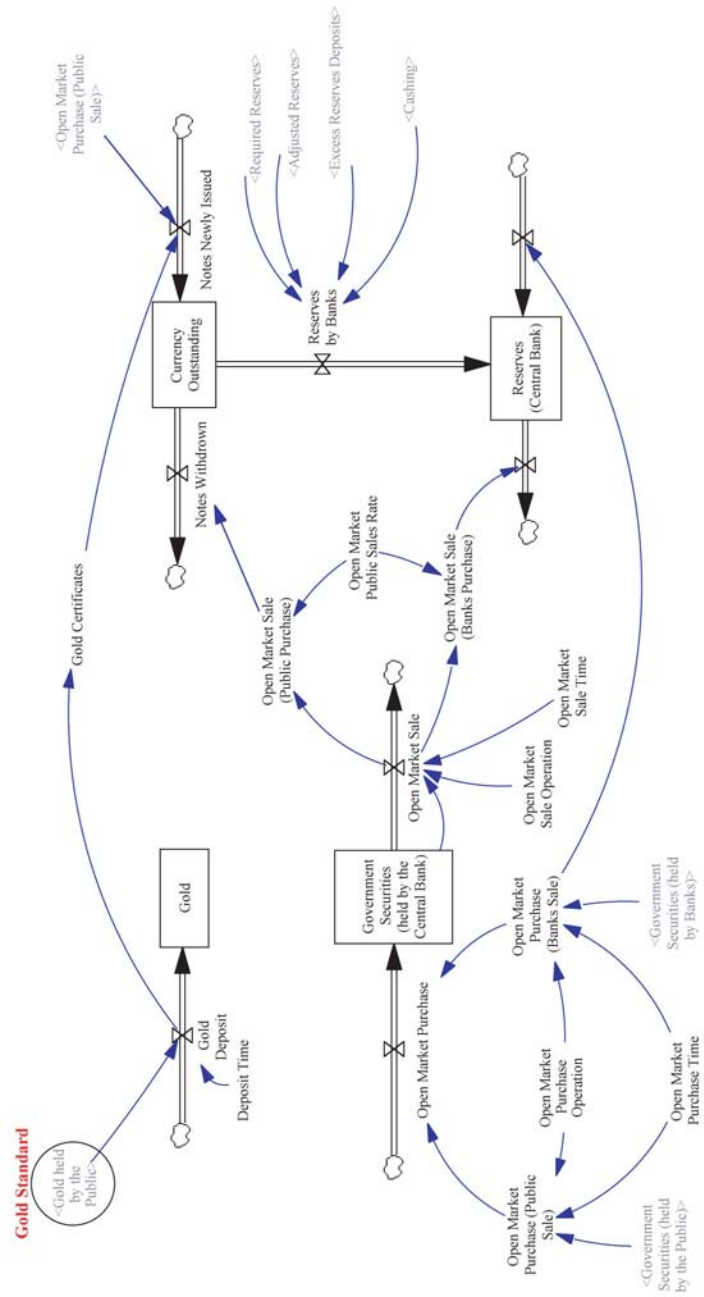 Gold Standard
<Gold held
by the
Public>
Gold
Deposit
Deposit Time
Gold
Gold Certificates
Notes Withdrown
Currency
Outstanding
Notes Newly Issued
<Open Market
Purchase (Public
Sale)>
Open Market Sale
(Public Purchase)
Open Market
Public Sales Rate
Open Market Sale
(Banks Purchase)
Reserves
by Banks
<Required Reserves>
<Adjusted Reserves>
<Excess Reserves Deposits>
<Cashing>
Open Market Purchase
Government
Securities
(held by the
Central Bank)
Open Market Sale
Open Market
Sale Operation
Open Market
Sale Time
Reserves
(Central Bank)
Open Market
Purchase (Public
Sale)
Open Market
Purchase
Operation
Open Market
Purchase
(Banks Sale)
<Government
Securities (held
by the Public)>
Open Market
Purchase Time
<Government
Securities (held
by Banks)>